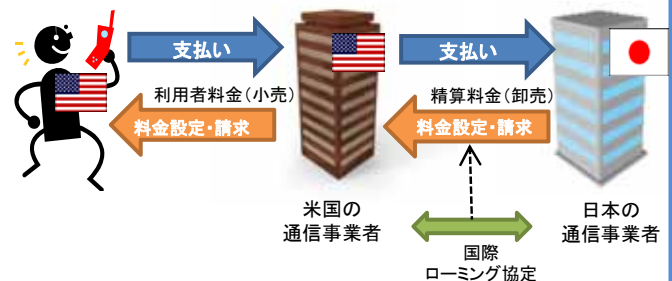 支払い
支払い
利用者料金(小売)
精算料金(卸売)
料金設定・請求
料金設定・請求
米国の
通信事業者
日本の
通信事業者
国際
ローミング協定